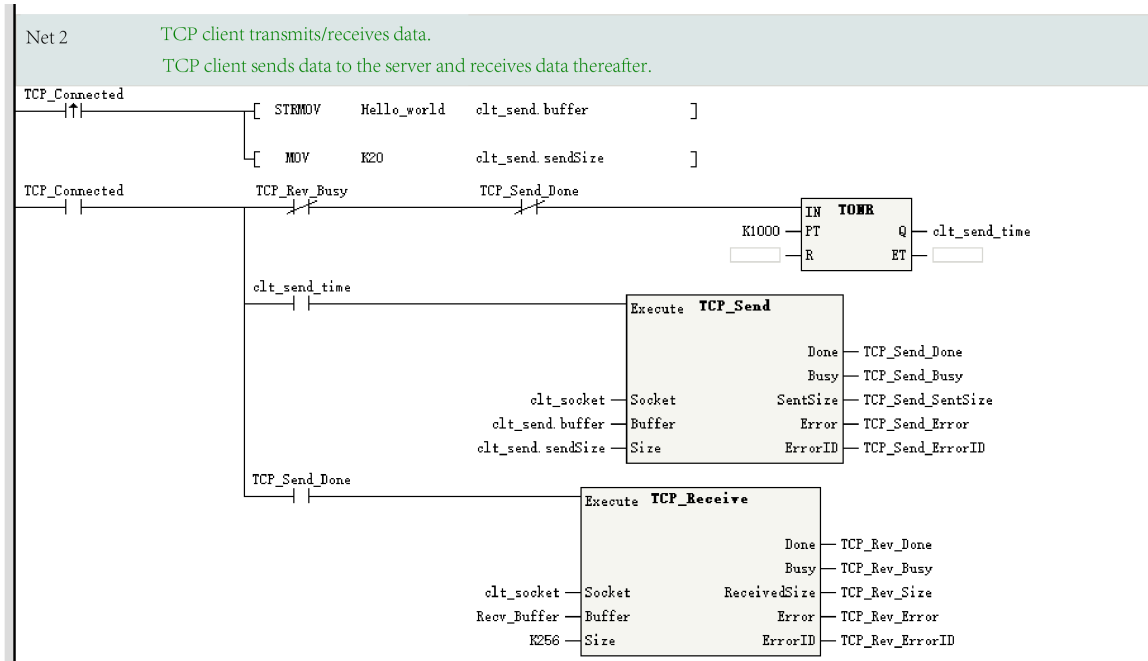 Net 2 TCP client transmits/receives data.
TCP client sends data to the server and receives data thereafter.
TCP_Connected
[ STRMOV Hello_world clt_send.buffer ]
[ MOV K20 clt_send.sendSize ]
TCP_Connected TCP_Rev_Busy TCP_Send_Done
IN TONR
K1000 PT Q clt_send_time
R ET
clt_send_time
Execute TCP_Send
Done TCP_Send_Done
Busy TCP_Send_Busy
clt_socket Socket SentSize TCP_Send_SentSize
clt_send.buffer Buffer Error TCP_Send_Error
clt_send.sendSize Size ErrorID TCP_Send_ErrorID
TCP_Send_Done
Execute TCP_Receive
Done TCP_Rev_Done
Busy TCP_Rev_Busy
clt_socket Socket ReceivedSize TCP_Rev_Size
Recv_Buffer Buffer Error TCP_Rev_Error
K256 Size ErrorID TCP_Rev_ErrorID